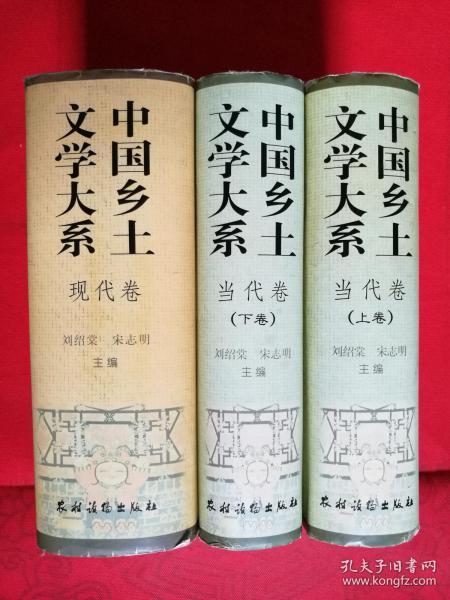 中国乡土
文学大系
现代卷
刘绍棠 宋志明
主编
农村读物出版社
中国乡土
文学大系
当代卷
(下卷)
刘绍棠 宋志明
主编
农村读物出版社
中国乡土
文学大系
当代卷
(上卷)
刘绍棠 宋志明
主编
农村读物出版社
孔夫子旧书网
www.kongfz.com